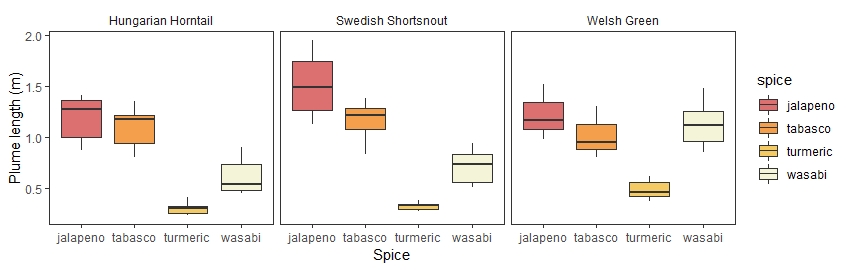 Hungarian Horntail
Swedish Shortsnout
Welsh Green
Plume length (m)
2.0
1.5
1.0
0.5
jalapeno tabasco turmeric wasabi
jalapeno tabasco turmeric wasabi
jalapeno tabasco turmeric wasabi
Spice
spice
jalapeno
tabasco
turmeric
wasabi